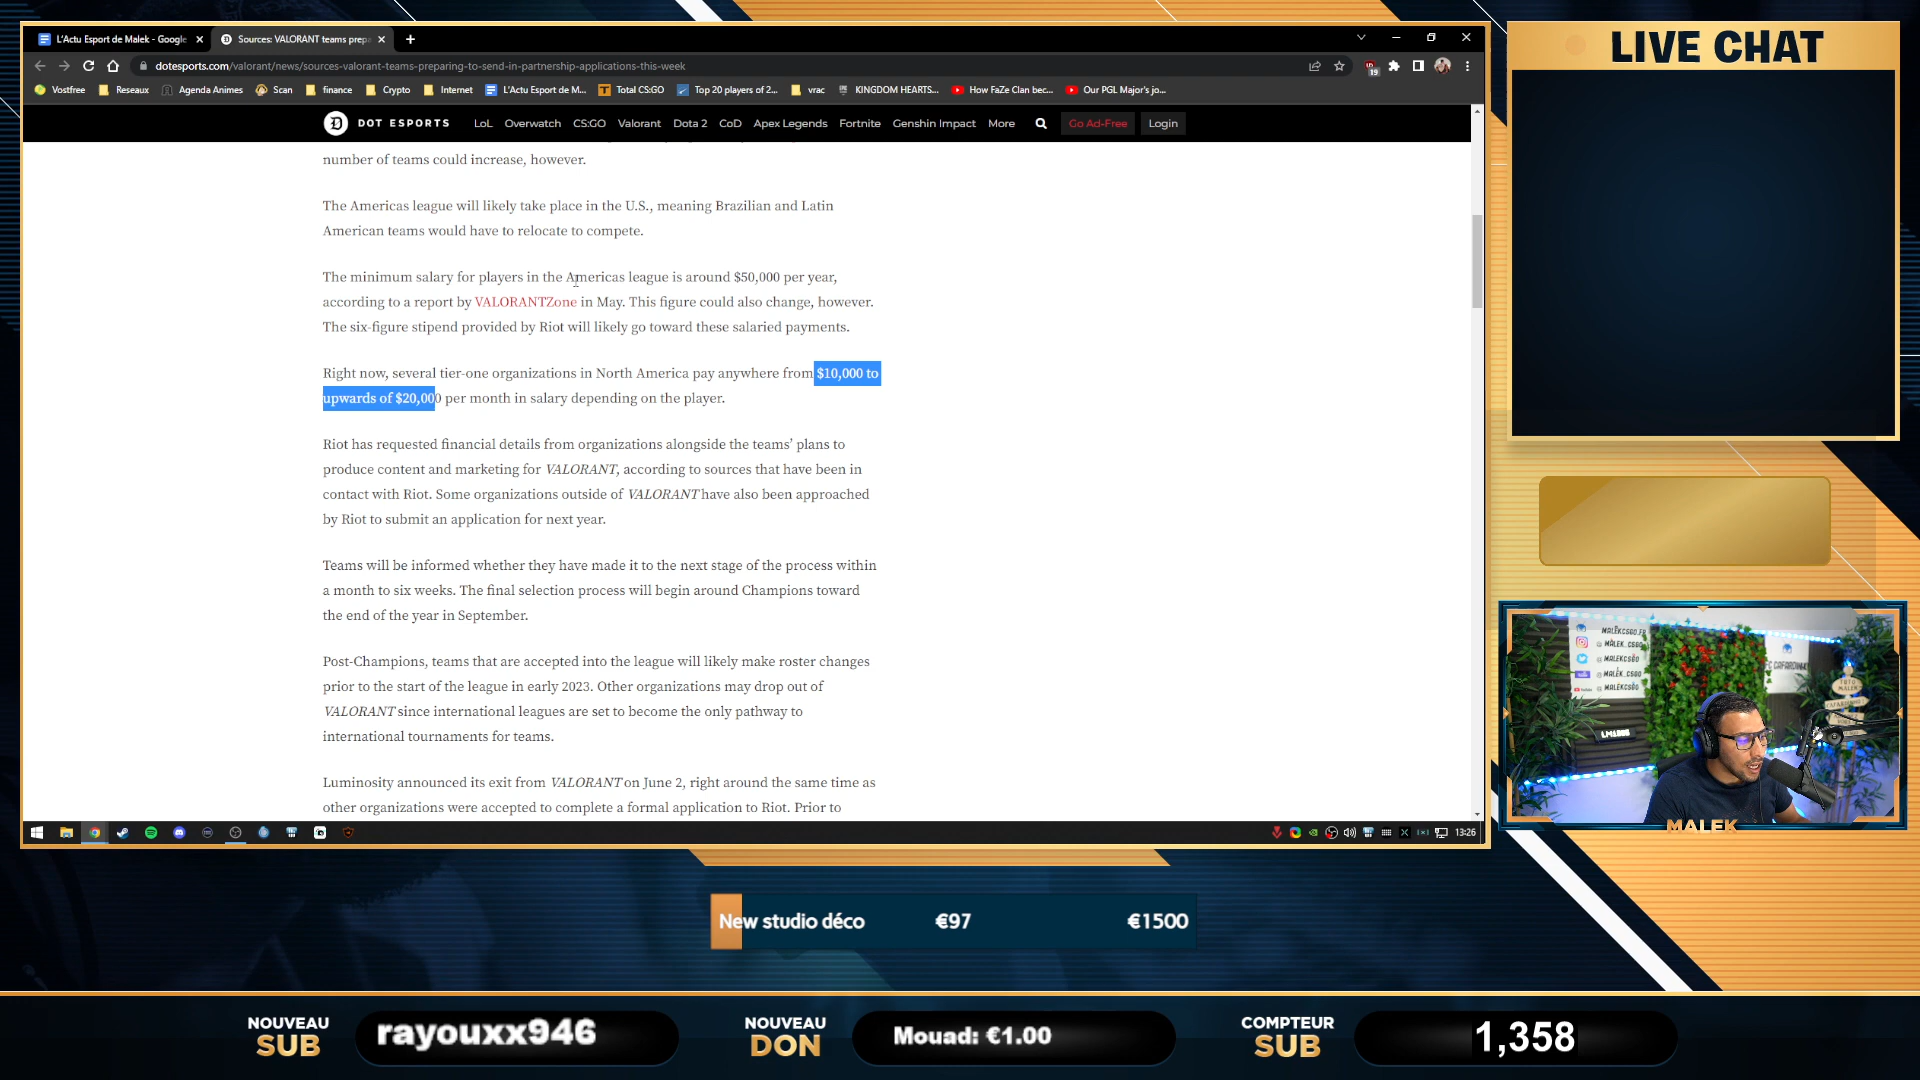 L'Actu Esport de Malek - Google
Sources: VALORANT teams prep
LIVE CHAT
dotesports.com/valorant/news/sources-valorant-teams-preparing-to-send-in-partnership-applications-this-week
19
Vostfree
Reseaux
Agenda Animes
Scan
finance
Crypto
Internet
L'Actu Esport de M...
Total CS:GO
Top 20 players of 2...
vrac
KINGDOM HEARTS...
How FaZe Clan bec...
Our PGL Major's jo...
DOT ESPORTS
LoL
Overwatch
CS:GO
Valorant
Dota 2
CoD
Apex Legends
Fortnite
Genshin Impact
More
Go Ad-Free
Login
number of teams could increase, however.
The Americas league will likely take place in the U.S., meaning Brazilian and Latin
American teams would have to relocate to compete.
The minimum salary for players in the Americas league is around $50,000 per year,
according to a report by VALORANTZone in May. This figure could also change, however.
The six-figure stipend provided by Riot will likely go toward these salaried payments.
Right now, several tier-one organizations in North America pay anywhere from $10,000 to
upwards of $20,000 per month in salary depending on the player.
Riot has requested financial details from organizations alongside the teams' plans to
produce content and marketing for VALORANT, according to sources that have been in
contact with Riot. Some organizations outside of VALORANT have also been approached
by Riot to submit an application for next year.
Teams will be informed whether they have made it to the next stage of the process within
a month to six weeks. The final selection process will begin around Champions toward
the end of the year in September.
Post-Champions, teams that are accepted into the league will likely make roster changes
prior to the start of the league in early 2023. Other organizations may drop out of
VALORANT since international leagues are set to become the only pathway to
international tournaments for teams.
Luminosity announced its exit from VALORANT on June 2, right around the same time as
other organizations were accepted to complete a formal application to Riot. Prior to
13:26
MALEKCSGO.FR
@MALEK_CSGO
@MALEKCSGO
@MALEK_CSGO
@MALEKCSGO
MALEK
New studio déco €97 €1500
NOUVEAU
SUB
rayouxx946
NOUVEAU
DON
Mouad: €1.00
COMPTEUR
SUB
1,358